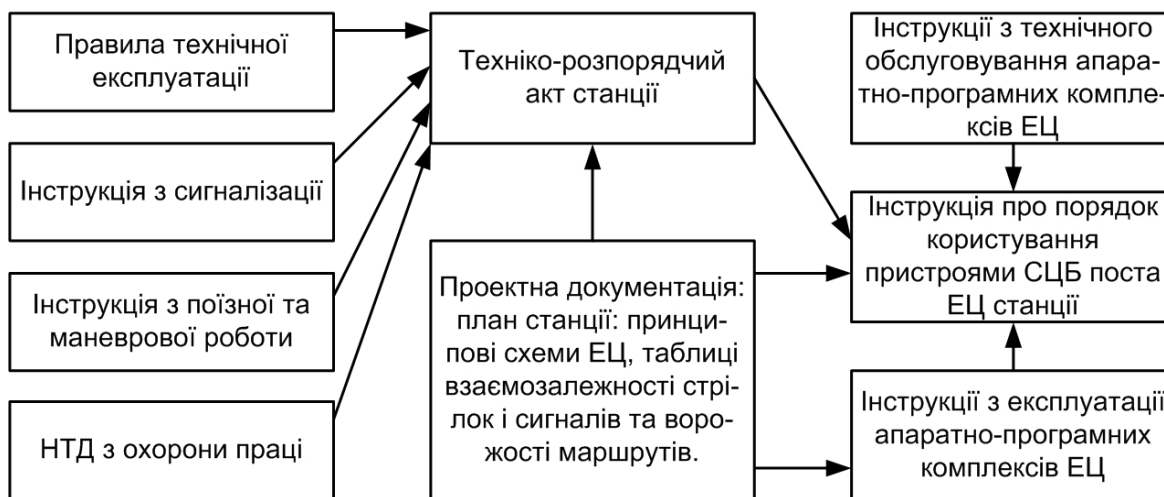 Правила технічної
експлуатації
Інструкція з сигналізації
Інструкція з поїзної та
маневрової роботи
НТД з охорони праці
Техніко-розпорядчий
акт станції
Проектна документація:
план станції: принци-
пові схеми ЕЦ, таблиці
взаємозалежності стрі-
лок і сигналів та воро-
жості маршрутів.
Інструкції з технічного
обслуговування апара-
тно-програмних компле-
ксів ЕЦ
Інструкція про порядок
користування
пристроями СЦБ поста
ЕЦ станції
Інструкції з експлуатації
апаратно-програмних
комплексів ЕЦ